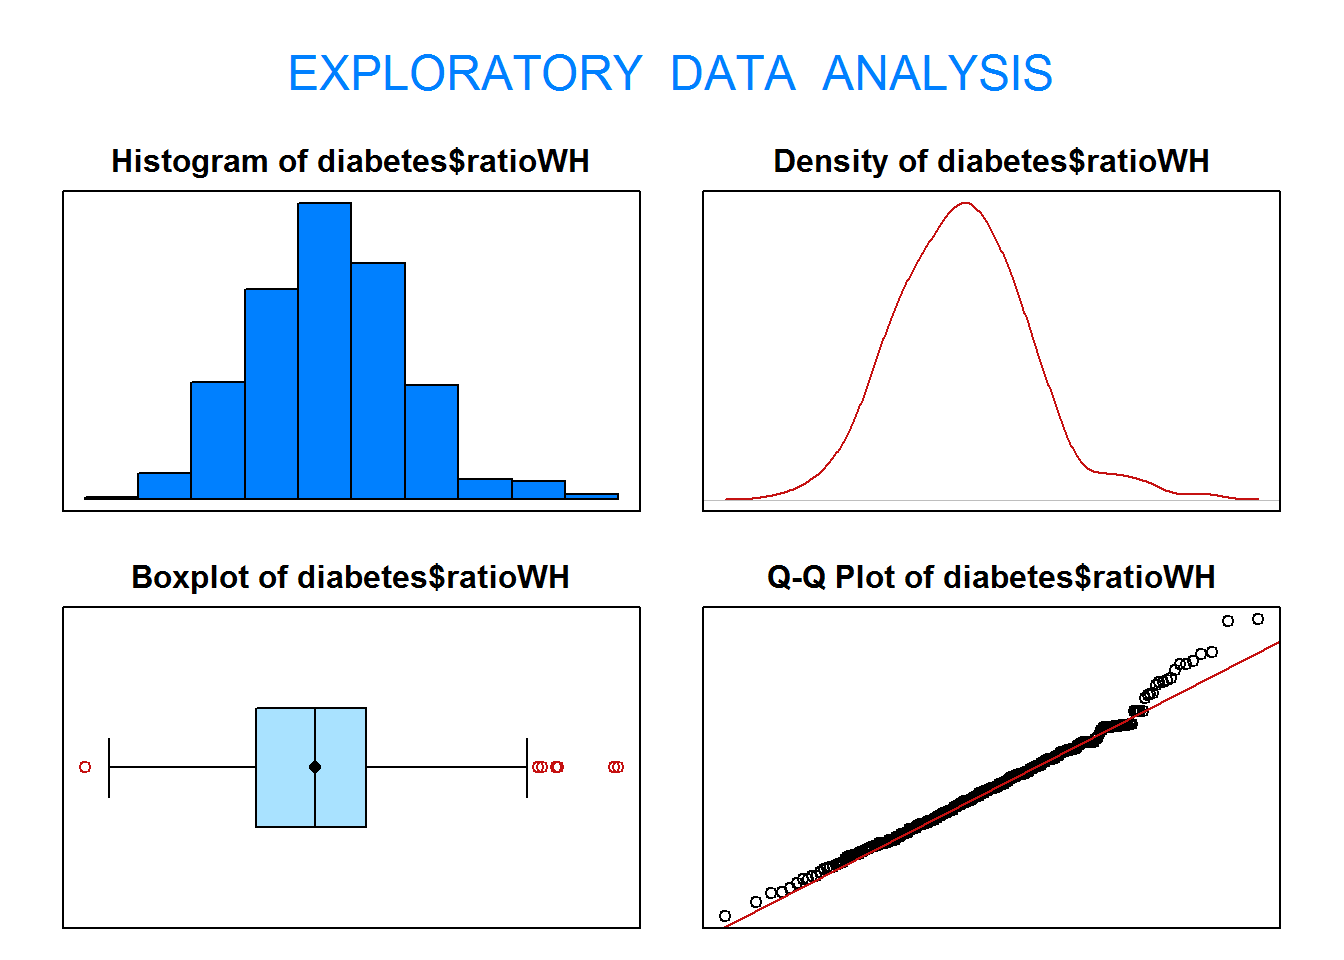 EXPLORATORY DATA ANALYSIS
Histogram of diabetes$ratioWH
Density of diabetes$ratioWH
Boxplot of diabetes$ratioWH
Q-Q Plot of diabetes$ratioWH